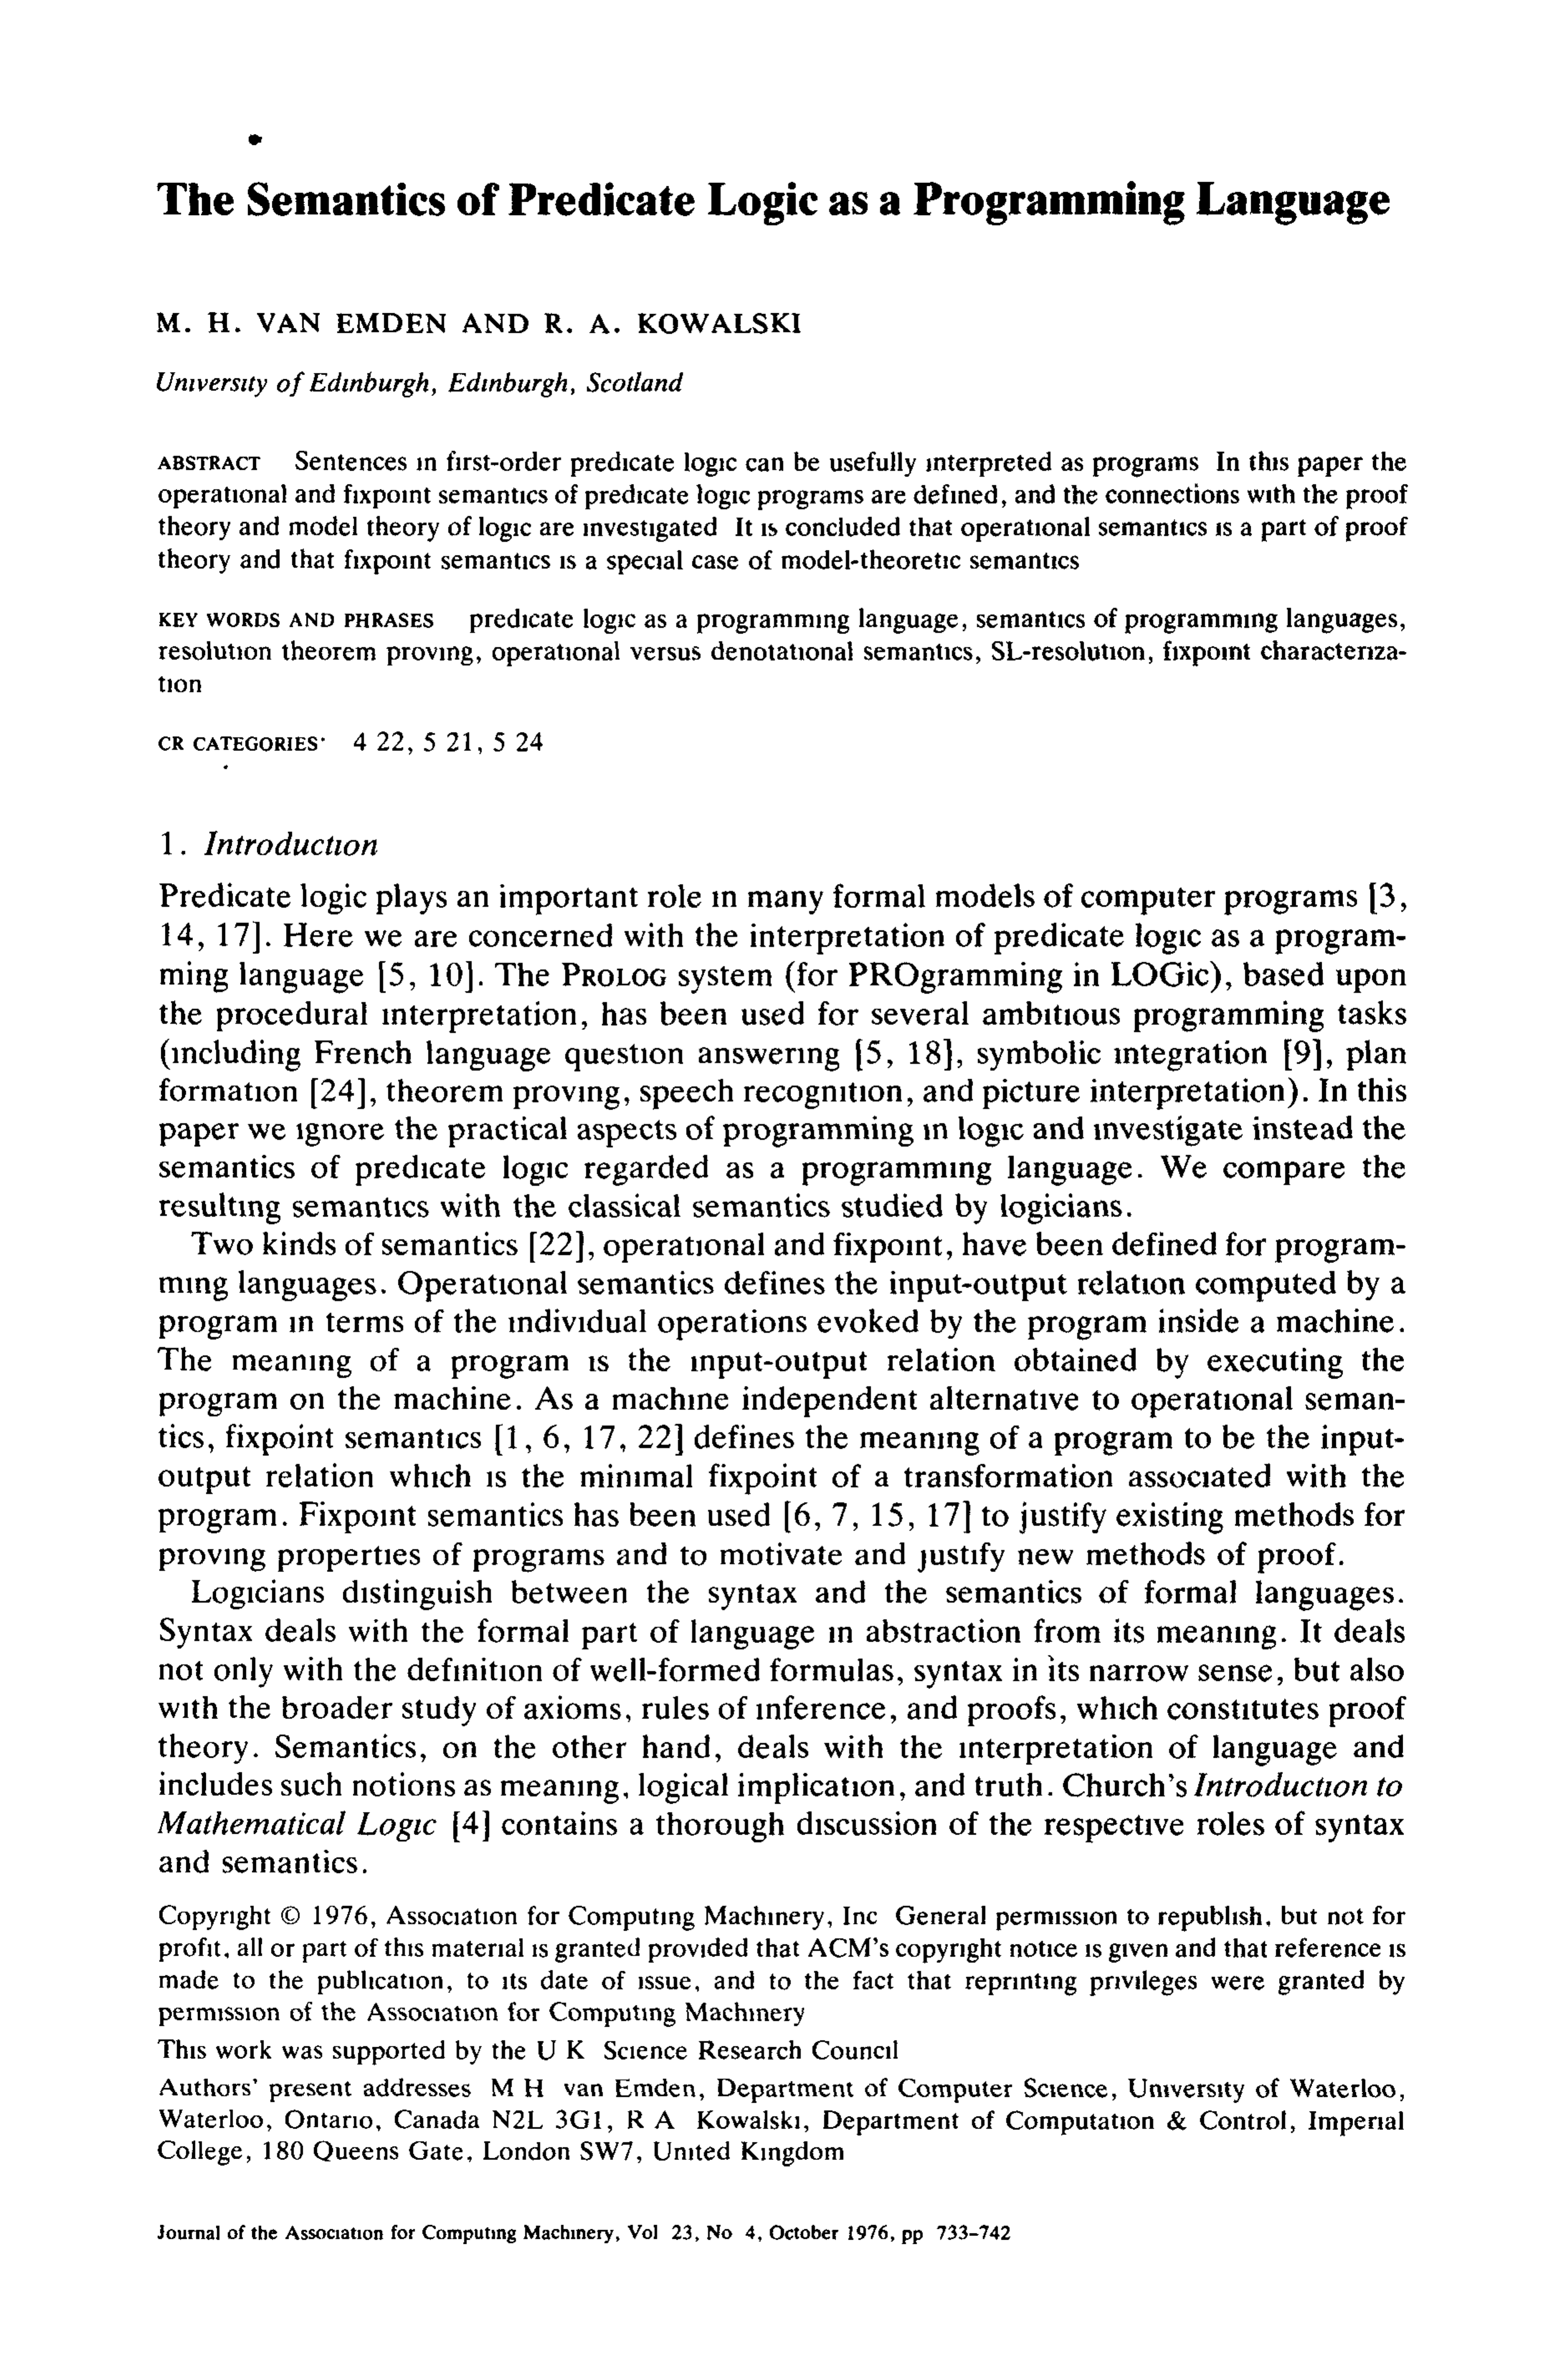 The Semantics of Predicate Logic as a Programming Language
M. H. VAN EMDEN AND R. A. KOWALSKI
University of Edinburgh, Edinburgh, Scotland
ABSTRACT Sentences in first-order predicate logic can be usefully interpreted as programs In this paper the
operational and fixpoint semantics of predicate logic programs are defined, and the connections with the proof
theory and model theory of logic are investigated It is concluded that operational semantics is a part of proof
theory and that fixpoint semantics is a special case of model-theoretic semantics
KEY WORDS AND PHRASES predicate logic as a programming language, semantics of programming languages,
resolution theorem proving, operational versus denotational semantics, SL-resolution, fixpoint characteriza-
tion
CR CATEGORIES· 4 22, 5 21, 5 24
1. Introduction
Predicate logic plays an important role in many formal models of computer programs [3,
14, 17]. Here we are concerned with the interpretation of predicate logic as a program-
ming language [5, 10]. The PROLOG system (for PROgramming in LOGic), based upon
the procedural interpretation, has been used for several ambitious programming tasks
(including French language question answering [5, 18], symbolic integration [9], plan
formation [24], theorem proving, speech recognition, and picture interpretation). In this
paper we ignore the practical aspects of programming in logic and investigate instead the
semantics of predicate logic regarded as a programming language. We compare the
resulting semantics with the classical semantics studied by logicians.
Two kinds of semantics [22], operational and fixpoint, have been defined for program-
ming languages. Operational semantics defines the input-output relation computed by a
program in terms of the individual operations evoked by the program inside a machine.
The meaning of a program is the input-output relation obtained by executing the
program on the machine. As a machine independent alternative to operational seman-
tics, fixpoint semantics [1, 6, 17, 22] defines the meaning of a program to be the input-
output relation which is the minimal fixpoint of a transformation associated with the
program. Fixpoint semantics has been used [6, 7, 15, 17] to justify existing methods for
proving properties of programs and to motivate and justify new methods of proof.
Logicians distinguish between the syntax and the semantics of formal languages.
Syntax deals with the formal part of language in abstraction from its meaning. It deals
not only with the definition of well-formed formulas, syntax in its narrow sense, but also
with the broader study of axioms, rules of inference, and proofs, which constitutes proof
theory. Semantics, on the other hand, deals with the interpretation of language and
includes such notions as meaning, logical implication, and truth. Church's Introduction to
Mathematical Logic [4] contains a thorough discussion of the respective roles of syntax
and semantics.
Copyright © 1976, Association for Computing Machinery, Inc General permission to republish, but not for
profit, all or part of this material is granted provided that ACM's copyright notice is given and that reference is
made to the publication, to its date of issue, and to the fact that reprinting privileges were granted by
permission of the Association for Computing Machinery
This work was supported by the U K Science Research Council
Authors' present addresses M H van Emden, Department of Computer Science, University of Waterloo,
Waterloo, Ontario, Canada N2L 3G1, R A Kowalski, Department of Computation & Control, Imperial
College, 180 Queens Gate, London SW7, United Kingdom
Journal of the Association for Computing Machinery, Vol 23, No 4, October 1976, pp 733-742